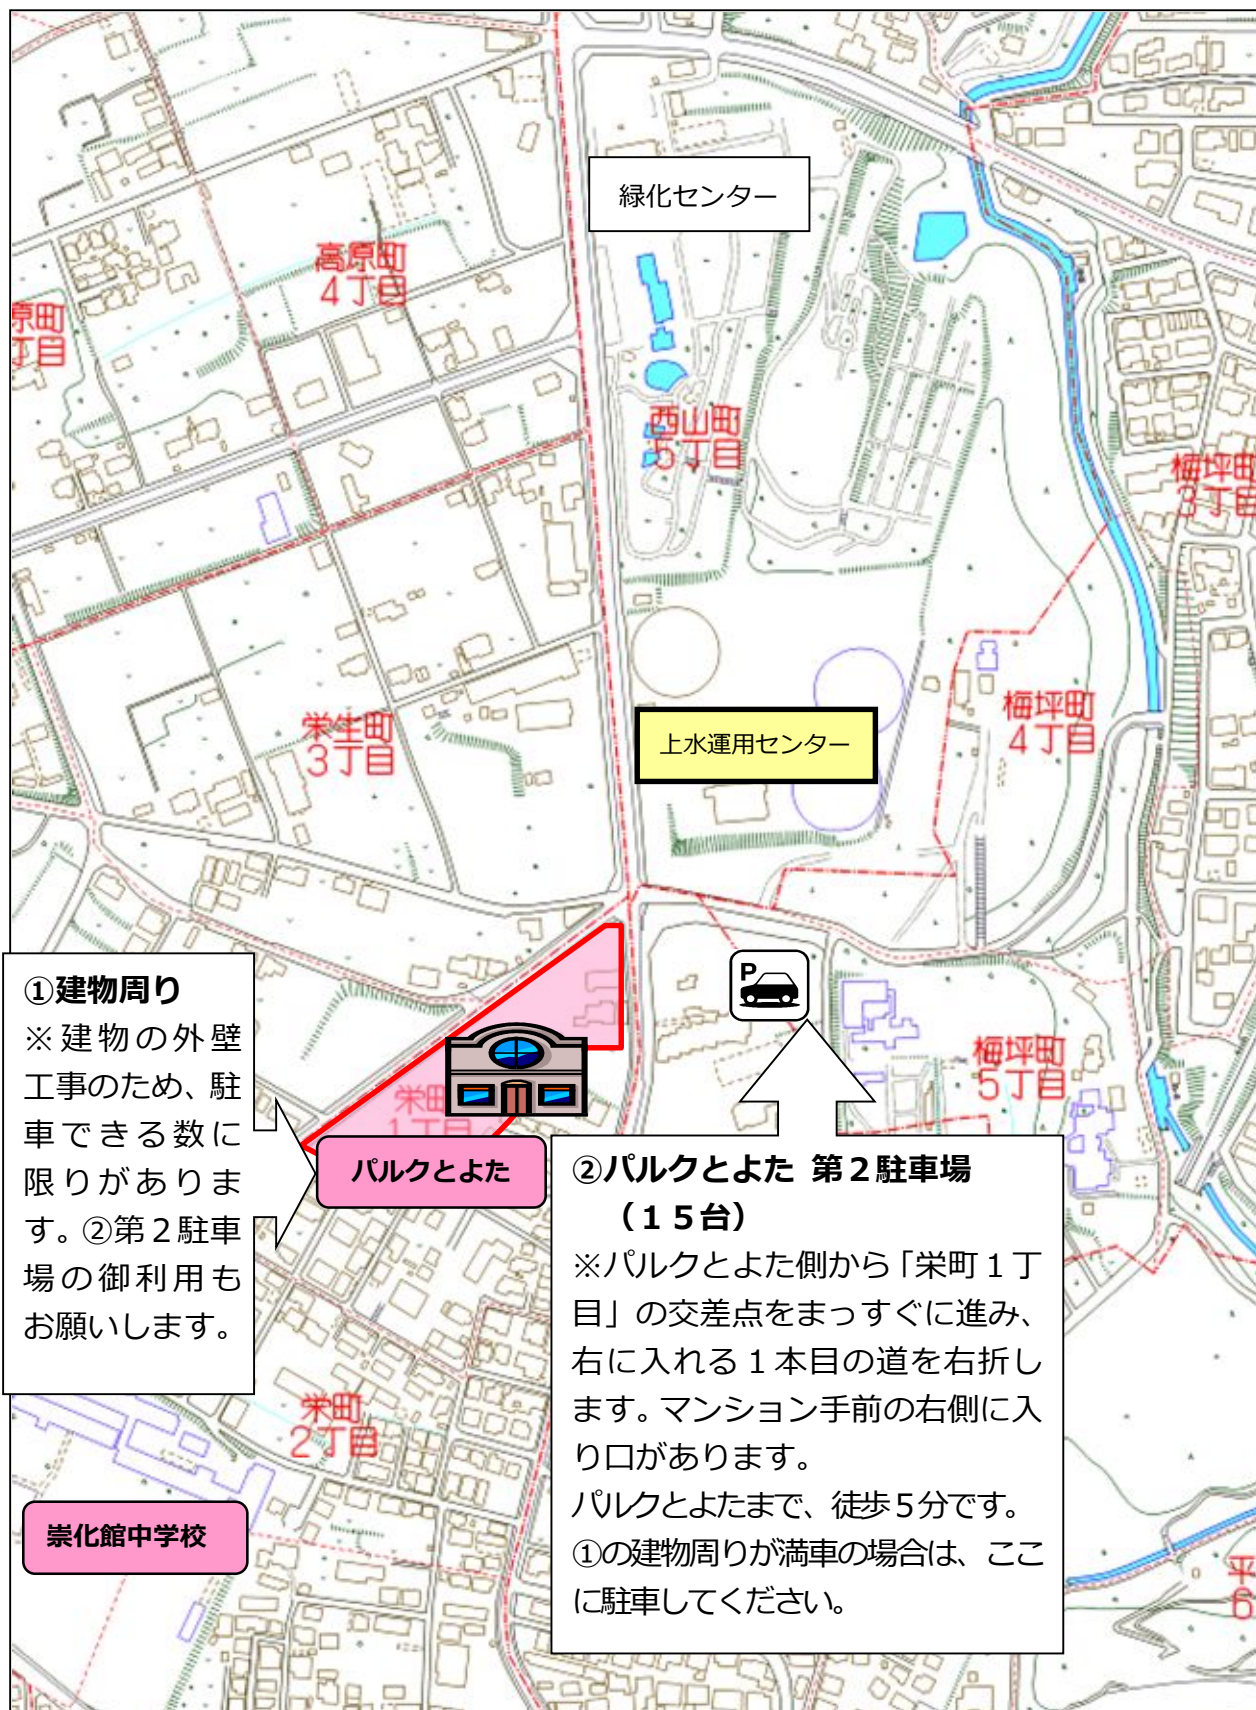 緑化センター
高原町
4丁目
原町
丁目
西山町
5丁目
梅坪町
3丁目
栄生町
3丁目
上水運用センター
梅坪町
4丁目
①建物周り
※建物の外壁
工事のため、駐
車できる数に
限りがありま
す。②第２駐車
場の御利用も
お願いします。
P
梅坪町
5丁目
栄町
1丁目
パルクとよた
②パルクとよた 第２駐車場
（１５台）
※パルクとよた側から「栄町１丁
目」の交差点をまっすぐに進み、
右に入れる１本目の道を右折し
ます。マンション手前の右側に入
り口があります。
パルクとよたまで、徒歩５分です。
①の建物周りが満車の場合は、ここ
に駐車してください。
栄町
2丁目
崇化館中学校
平
6